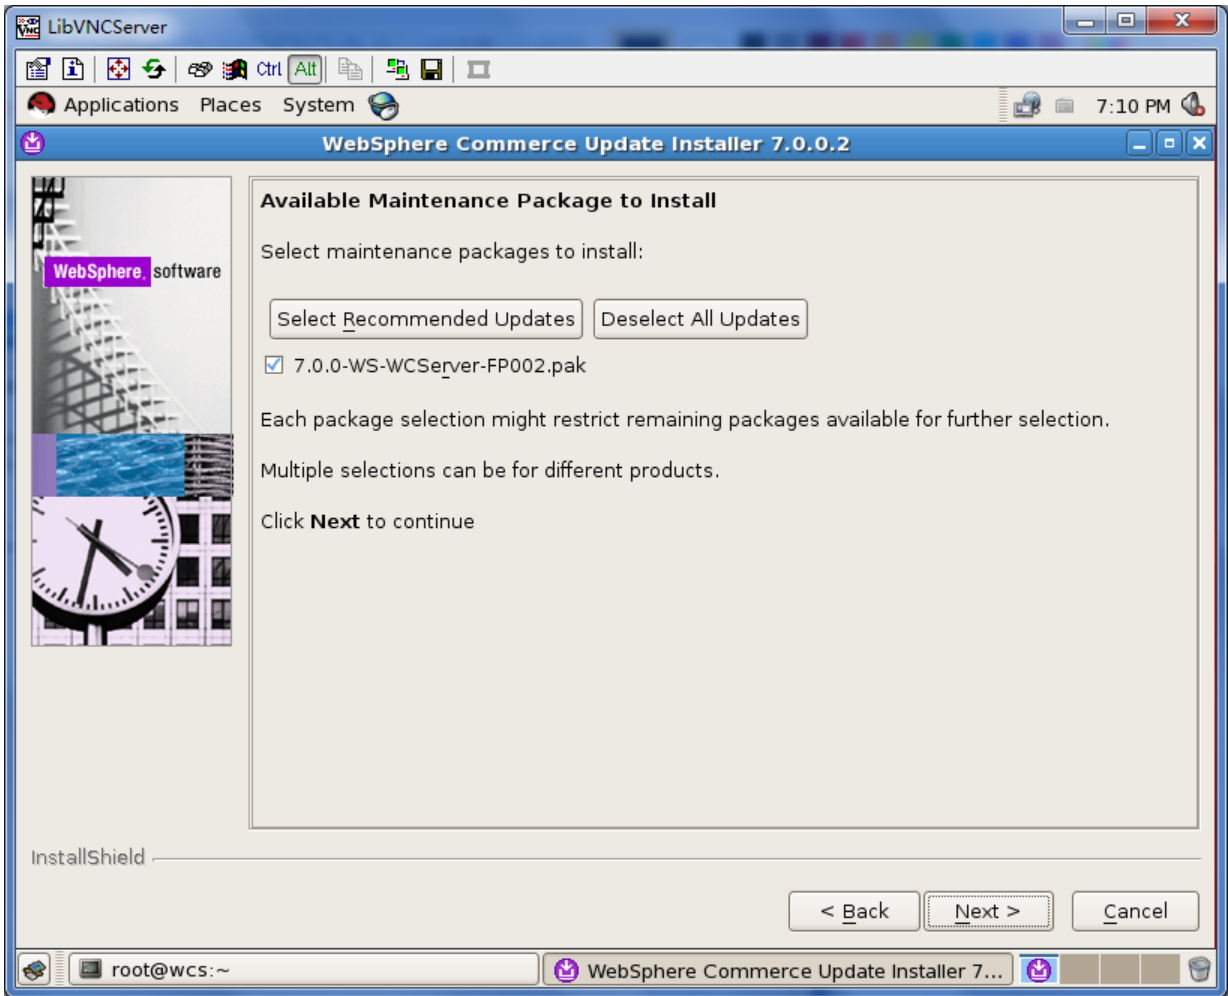 LibVNCServer
Ctrl Alt
Applications Places System 7:10 PM
WebSphere Commerce Update Installer 7.0.0.2
WebSphere. software
Available Maintenance Package to Install
Select maintenance packages to install:
Select Recommended Updates Deselect All Updates
7.0.0-WS-WCServer-FP002.pak
Each package selection might restrict remaining packages available for further selection.
Multiple selections can be for different products.
Click Next to continue
InstallShield
< Back Next > Cancel
root@wcs:~ WebSphere Commerce Update Installer 7...